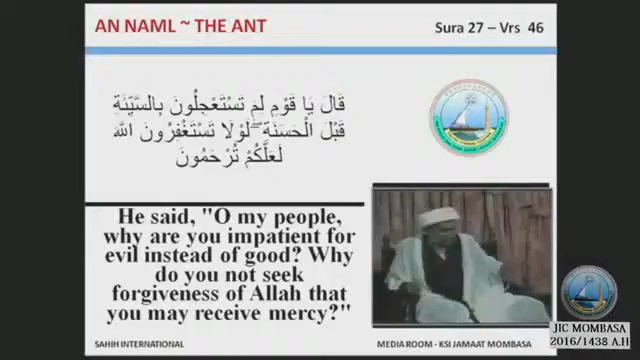 AN NAML ~ THE ANT
Sura 27 – Vrs 46
قَالَ يَا قَوْمِ لِمَ تَسْتَعْجِلُونَ بِالسَّيِّئَةِ
قَبْلَ الْحَسَنَةِ ۖ لَوْلَا تَسْتَغْفِرُونَ اللَّهَ
لَعَلَّكُمْ تُرْحَمُونَ
He said, "O my people,
why are you impatient for
evil instead of good? Why
do you not seek
forgiveness of Allah that
you may receive mercy?"
SAHIH INTERNATIONAL
MEDIA ROOM - KSI JAMAAT MOMBASA
JIC MOMBASA
2016/1438 A.H